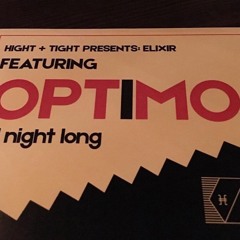 HIGHT + TIGHT PRESENTS: ELIXIR
FEATURING
OPTIMO
night long